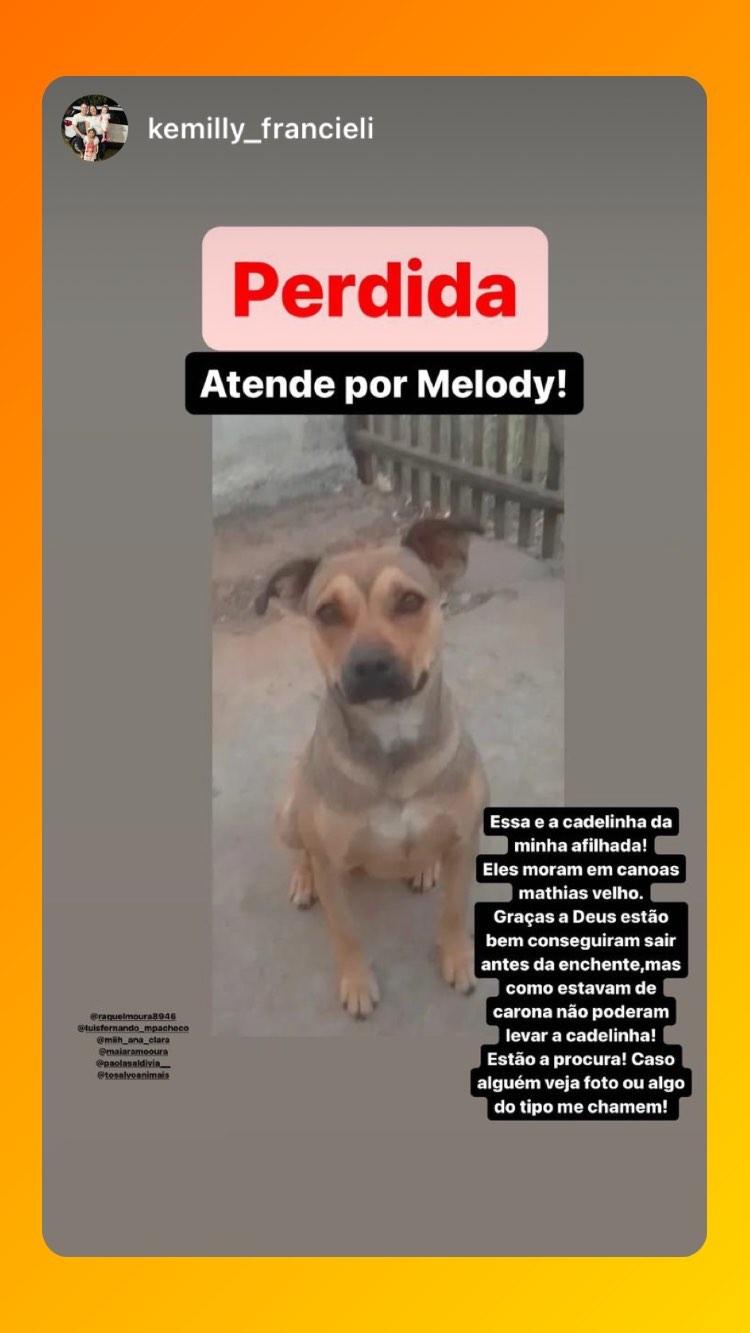 kemilly_francieli
Perdida
Atende por Melody!
Essa e a cadelinha da
minha afilhada!
Eles moram em canoas
mathias velho.
Graças a Deus estão
bem conseguiram sair
antes da enchente,mas
como estavam de
carona não poderam
levar a cadelinha!
Estão a procura! Caso
alguém veja foto ou algo
do tipo me chamem!
@raquelmoura8946
@luisfernando_mpacheco
@miih_ana_clara
@maiaramooura
@paolasaldivia__
@tosalvoanimais